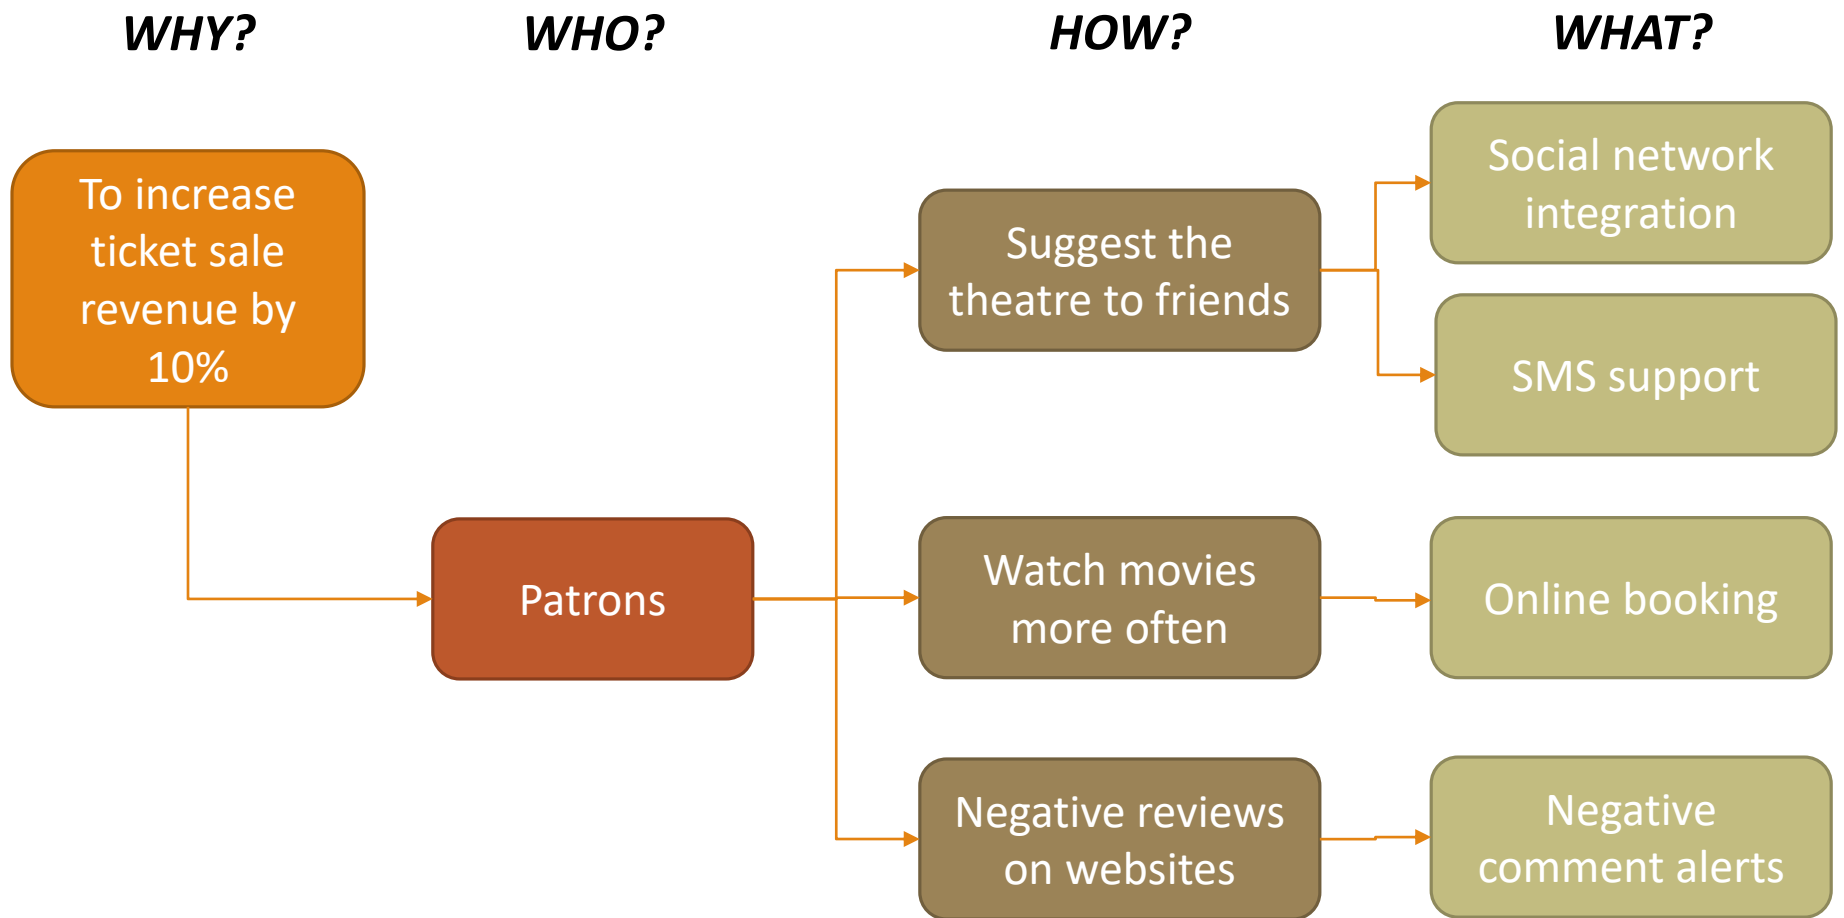 WHY?
WHO?
HOW?
WHAT?
To increase
ticket sale
revenue by
10%
Patrons
Suggest the
theatre to friends
Watch movies
more often
Negative reviews
on websites
Social network
integration
SMS support
Online booking
Negative
comment alerts